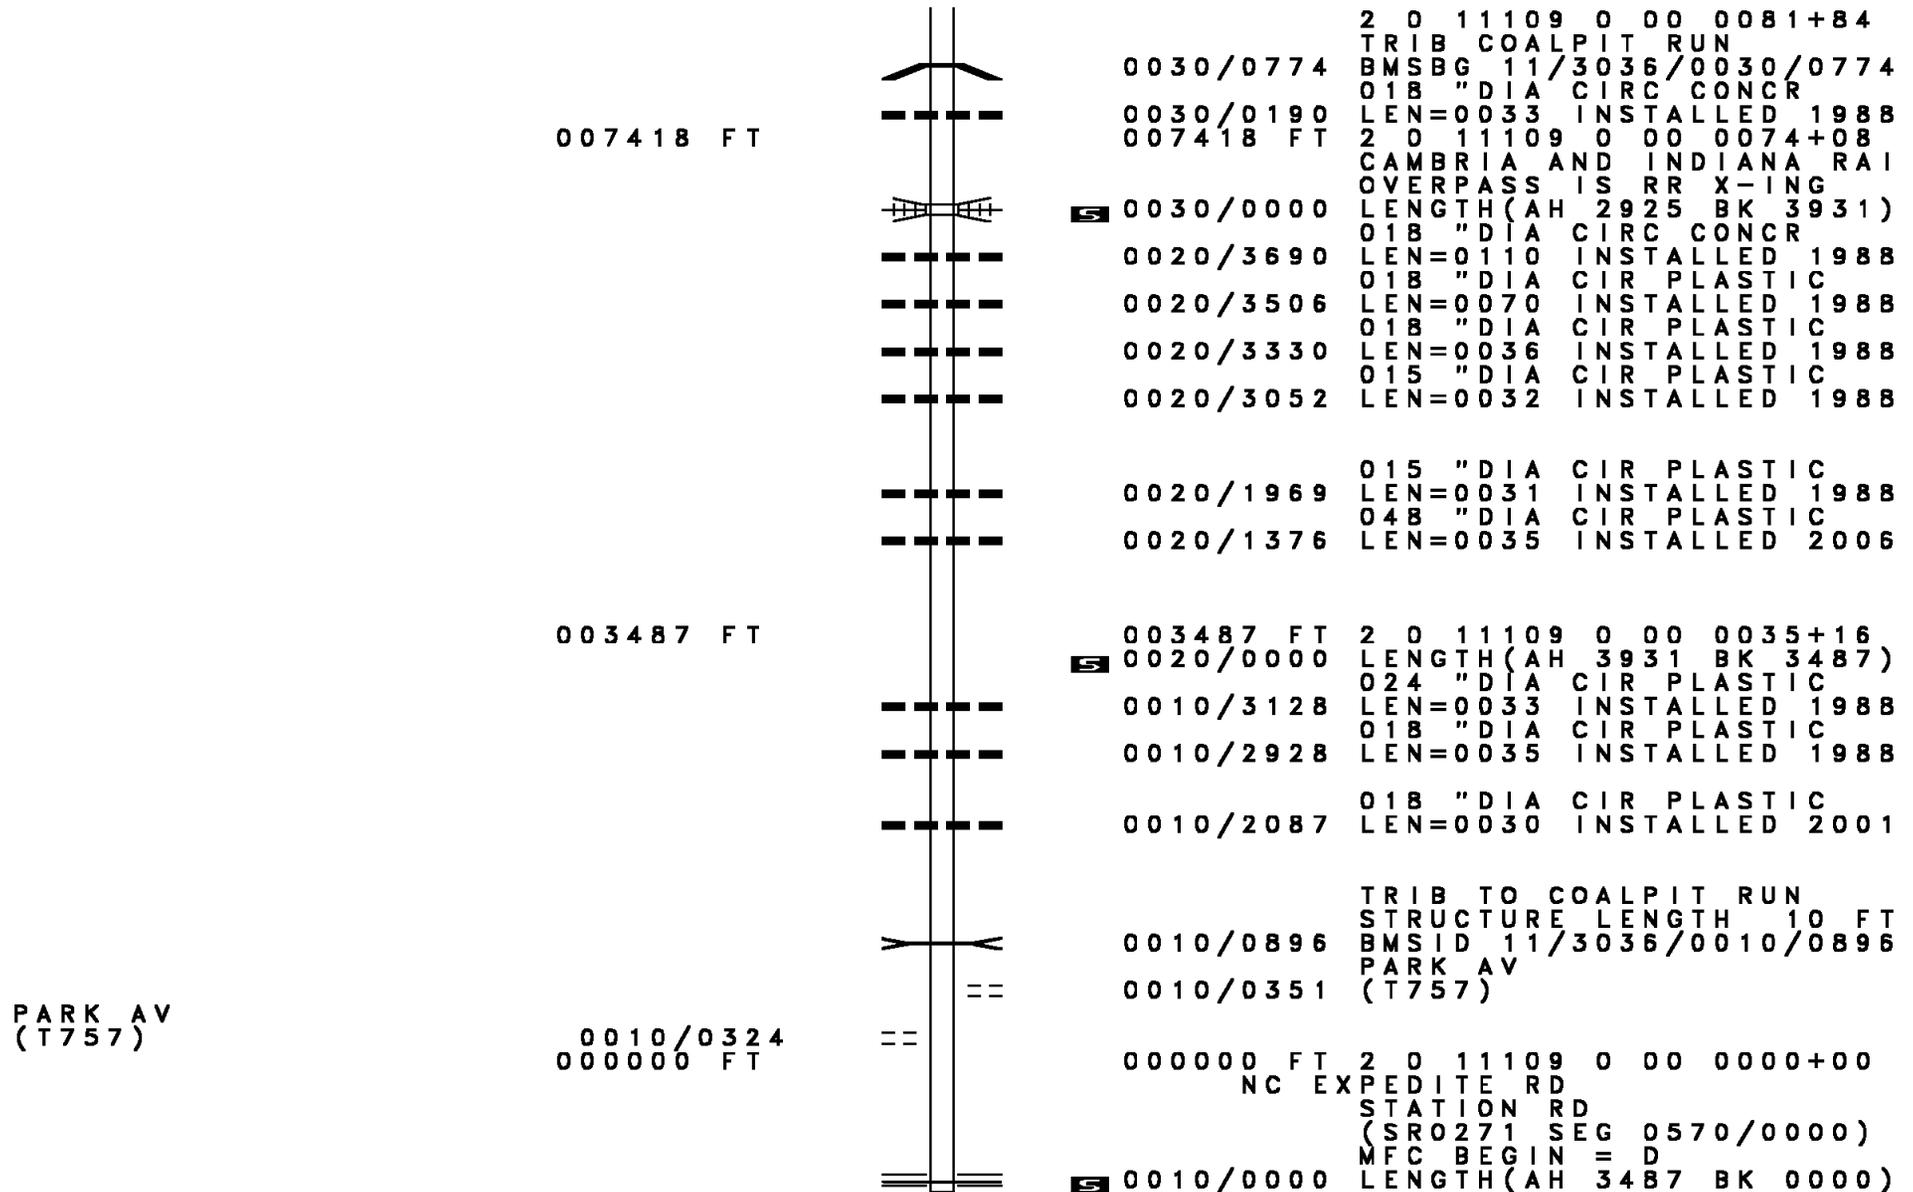 2 0 11109 0 00 0081+84
TRIB COALPIT RUN
0030/0774 BMSBG 11/3036/0030/0774
018 "DIA CIRC CONCR
0030/0190 LEN=0033 INSTALLED 1988
007418 FT 007418 FT 2 0 11109 0 00 0074+08
CAMBRIA AND INDIANA RAI
OVERPASS IS RR X-ING
S 0030/0000 LENGTH(AH 2925 BK 3931)
018 "DIA CIRC CONCR
0020/3690 LEN=0110 INSTALLED 1988
018 "DIA CIR PLASTIC
0020/3506 LEN=0070 INSTALLED 1988
018 "DIA CIR PLASTIC
0020/3330 LEN=0036 INSTALLED 1988
015 "DIA CIR PLASTIC
0020/3052 LEN=0032 INSTALLED 1988
015 "DIA CIR PLASTIC
0020/1969 LEN=0031 INSTALLED 1988
048 "DIA CIR PLASTIC
0020/1376 LEN=0035 INSTALLED 2006
003487 FT 003487 FT 2 0 11109 0 00 0035+16
S 0020/0000 LENGTH(AH 3931 BK 3487)
024 "DIA CIR PLASTIC
0010/3128 LEN=0033 INSTALLED 1988
018 "DIA CIR PLASTIC
0010/2928 LEN=0035 INSTALLED 1988
018 "DIA CIR PLASTIC
0010/2087 LEN=0030 INSTALLED 2001
TRIB TO COALPIT RUN
STRUCTURE LENGTH 10 FT
0010/0896 BMSID 11/3036/0010/0896
PARK AV
0010/0351 (T757)
PARK AV
(T757) 0010/0324
000000 FT 000000 FT 2 0 11109 0 00 0000+00
NC EXPEDITE RD
STATION RD
(SR0271 SEG 0570/0000)
MFC BEGIN = D
S 0010/0000 LENGTH(AH 3487 BK 0000)